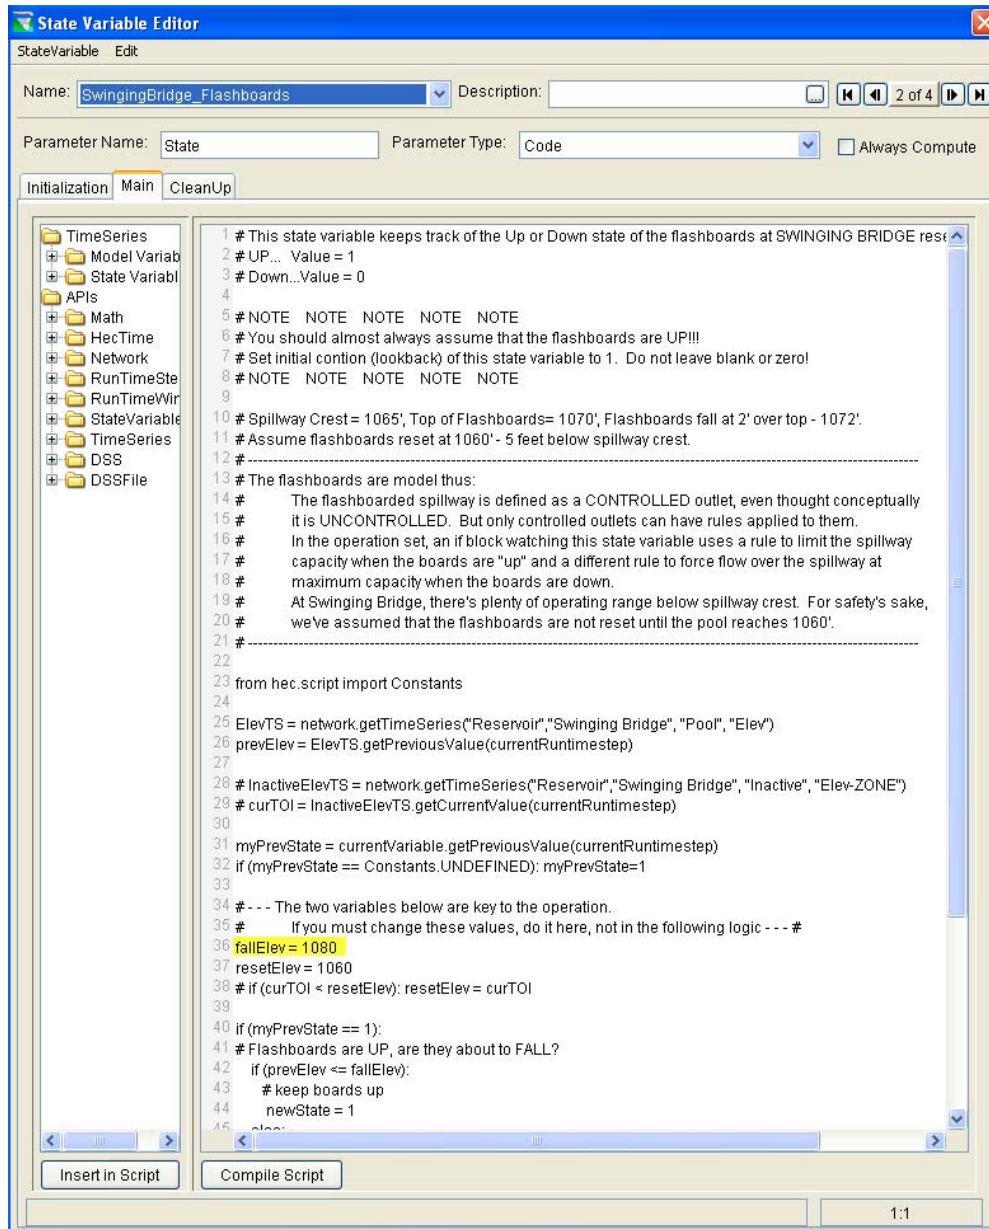 State Variable Editor
StateVariable Edit
Name: SwingingBridge_Flashboards Description: ... 2 of 4
Parameter Name: State Parameter Type: Code Always Compute
Initialization Main CleanUp
TimeSeries
Model Variab
State Variabl
APIs
Math
HecTime
Network
RunTimeSte
RunTimeWin
StateVariable
TimeSeries
DSS
DSSFile
1 # This state variable keeps track of the Up or Down state of the flashboards at SWINGING BRIDGE rese
2 # UP... Value = 1
3 # Down...Value = 0
4
5 # NOTE NOTE NOTE NOTE NOTE
6 # You should almost always assume that the flashboards are UP!!!
7 # Set initial contion (lookback) of this state variable to 1. Do not leave blank or zero!
8 # NOTE NOTE NOTE NOTE NOTE
9
10 # Spillway Crest = 1065', Top of Flashboards= 1070', Flashboards fall at 2' over top - 1072'.
11 # Assume flashboards reset at 1060' - 5 feet below spillway crest.
12 #--------------------------------------------------------------------------------
13 # The flashboards are model thus:
14 # The flashboarded spillway is defined as a CONTROLLED outlet, even thought conceptually
15 # it is UNCONTROLLED. But only controlled outlets can have rules applied to them.
16 # In the operation set, an if block watching this state variable uses a rule to limit the spillway
17 # capacity when the boards are "up" and a different rule to force flow over the spillway at
18 # maximum capacity when the boards are down.
19 # At Swinging Bridge, there's plenty of operating range below spillway crest. For safety's sake,
20 # we've assumed that the flashboards are not reset until the pool reaches 1060'.
21 #--------------------------------------------------------------------------------
22
23 from hec.script import Constants
24
25 ElevTS = network.getTimeSeries("Reservoir","Swinging Bridge", "Pool", "Elev")
26 prevElev = ElevTS.getPreviousValue(currentRuntimestep)
27
28 # InactiveElevTS = network.getTimeSeries("Reservoir","Swinging Bridge", "Inactive", "Elev-ZONE")
29 # curTOI = InactiveElevTS.getCurrentValue(currentRuntimestep)
30
31 myPrevState = currentVariable.getPreviousValue(currentRuntimestep)
32 if (myPrevState == Constants.UNDEFINED): myPrevState=1
33
34 # - - - The two variables below are key to the operation.
35 # If you must change these values, do it here, not in the following logic - - - #
36 fallElev = 1080
37 resetElev = 1060
38 # if (curTOI < resetElev): resetElev = curTOI
39
40 if (myPrevState == 1):
41 # Flashboards are UP, are they about to FALL?
42 if (prevElev <= fallElev):
43 # keep boards up
44 newState = 1
45 else:
Insert in Script Compile Script
1:1